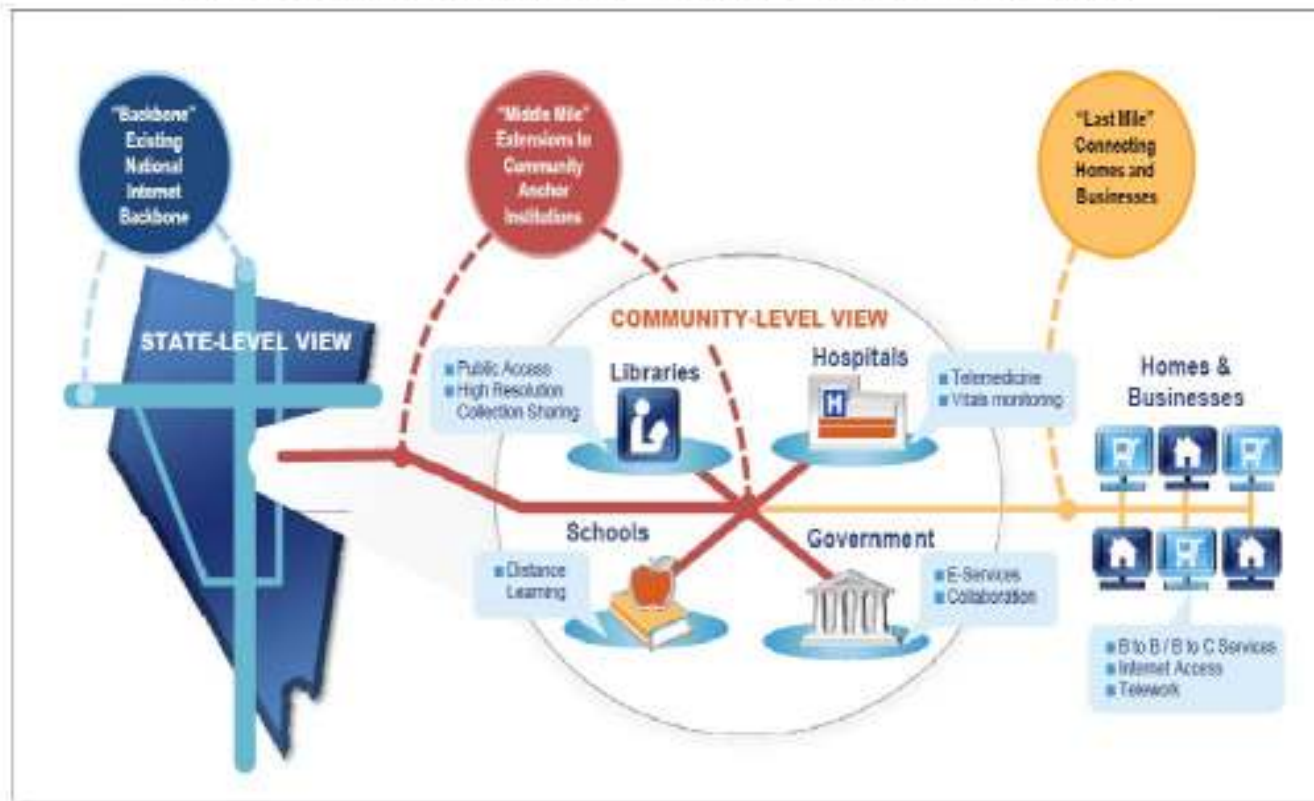 "Backbone"
Existing
National
Internet
Backbone
"Middle Mile"
Extensions to
Community
Anchor
Institutions
"Last Mile"
Connecting
Homes and
Businesses
STATE-LEVEL VIEW
COMMUNITY-LEVEL VIEW
Public Access
High Resolution
Collection Sharing
Libraries
Hospitals
H
Telemedicine
Vitals monitoring
Homes &
Businesses
Schools
Distance
Learning
Government
E-Services
Collaboration
B to B / B to C Services
Internet Access
Telework